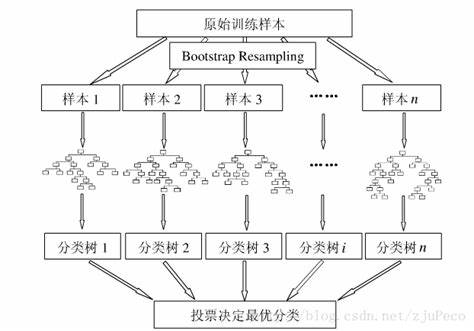 原始训练样本
Bootstrap Resampling
样本 1
样本 2
样本 3
……
样本 n
……
分类树 1
分类树 2
分类树 3
分类树 i
分类树 n
投票决定最优分类
blog.csdn.net/zjuPeco